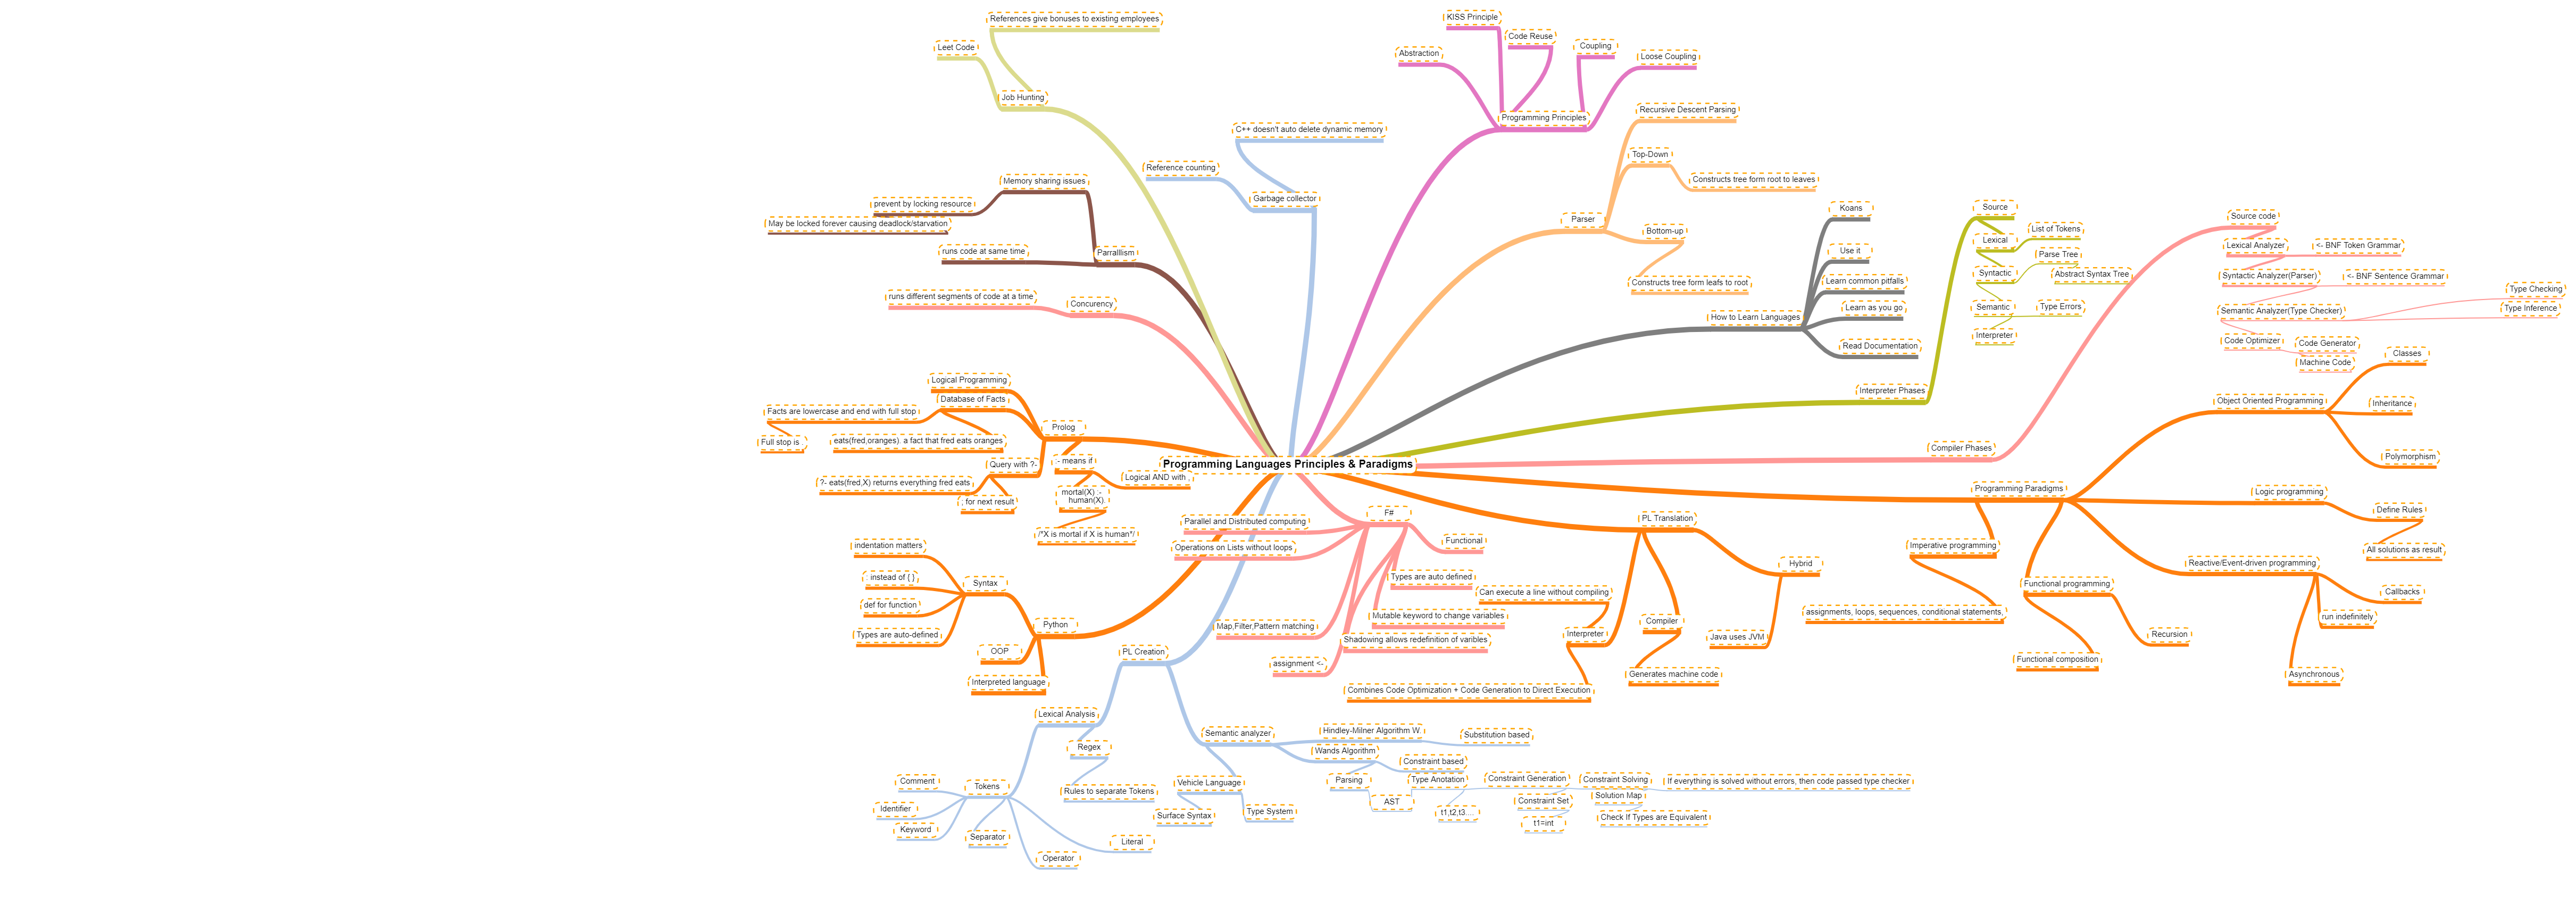 Programming Languages Principles & Paradigms
Job Hunting
References give bonuses to existing employees
Leet Code
Garbage collector
C++ doesn't auto delete dynamic memory
Reference counting
Parralllism
Memory sharing issues
prevent by locking resource
May be locked forever causing deadlock/starvation
runs code at same time
Concurency
runs different segments of code at a time
Prolog
Logical Programming
Database of Facts
Facts are lowercase and end with full stop
Full stop is .
eats(fred,oranges). a fact that fred eats oranges
Query with ?-
?- eats(fred,X) returns everything fred eats
; for next result
:- means if
Logical AND with ,
mortal(X) :-
human(X).
/*X is mortal if X is human*/
Python
Syntax
indentation matters
: instead of { }
def for function
Types are auto-defined
OOP
Interpreted language
PL Creation
Lexical Analysis
Regex
Rules to separate Tokens
Tokens
Comment
Identifier
Keyword
Separator
Operator
Literal
Semantic analyzer
Hindley-Milner Algorithm W.
Substitution based
Wands Algorithm
Constraint based
Parsing
AST
Type Anotation
t1,t2,t3....
Constraint Generation
Constraint Set
t1=int
Constraint Solving
Solution Map
Check If Types are Equivalent
If everything is solved without errors, then code passed type checker
Vehicle Language
Surface Syntax
Type System
F#
Parallel and Distributed computing
Operations on Lists without loops
Functional
Types are auto defined
Mutable keyword to change variables
Shadowing allows redefinition of varibles
Map,Filter,Pattern matching
assignment <-
PL Translation
Interpreter
Can execute a line without compiling
Combines Code Optimization + Code Generation to Direct Execution
Compiler
Generates machine code
Hybrid
Java uses JVM
Programming Paradigms
Object Oriented Programming
Classes
Inheritance
Polymorphism
Logic programming
Define Rules
All solutions as result
Reactive/Event-driven programming
Callbacks
run indefinitely
Asynchronous
Imperative programming
assignments, loops, sequences, conditional statements,
Functional programming
Recursion
Functional composition
Compiler Phases
Source code
Lexical Analyzer
<- BNF Token Grammar
Syntactic Analyzer(Parser)
<- BNF Sentence Grammar
Semantic Analyzer(Type Checker)
Type Checking
Type Inference
Code Optimizer
Code Generator
Machine Code
Interpreter Phases
Source
Lexical
List of Tokens
Syntactic
Parse Tree
Abstract Syntax Tree
Semantic
Type Errors
Interpreter
How to Learn Languages
Koans
Use it
Learn common pitfalls
Learn as you go
Read Documentation
Parser
Recursive Descent Parsing
Top-Down
Constructs tree form root to leaves
Bottom-up
Constructs tree form leafs to root
Programming Principles
KISS Principle
Abstraction
Code Reuse
Coupling
Loose Coupling